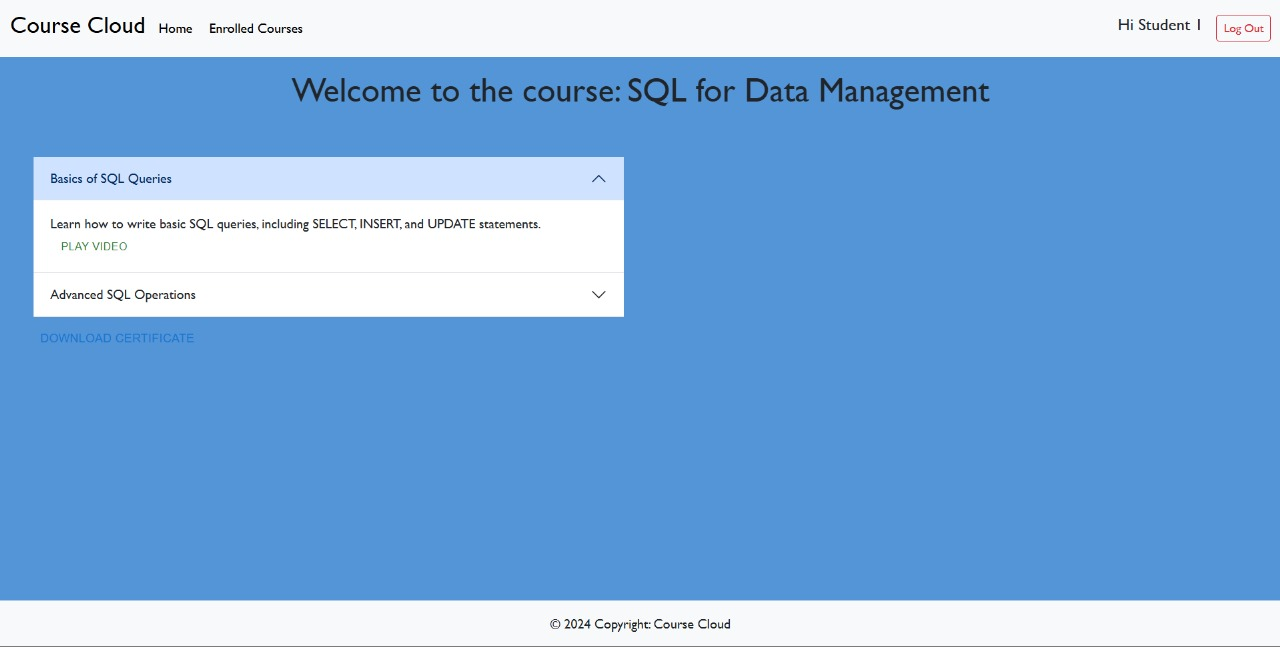 Course Cloud Home Enrolled Courses Hi Student 1 Log Out
Welcome to the course: SQL for Data Management
Basics of SQL Queries
Learn how to write basic SQL queries, including SELECT, INSERT, and UPDATE statements.
PLAY VIDEO
Advanced SQL Operations
DOWNLOAD CERTIFICATE
© 2024 Copyright: Course Cloud